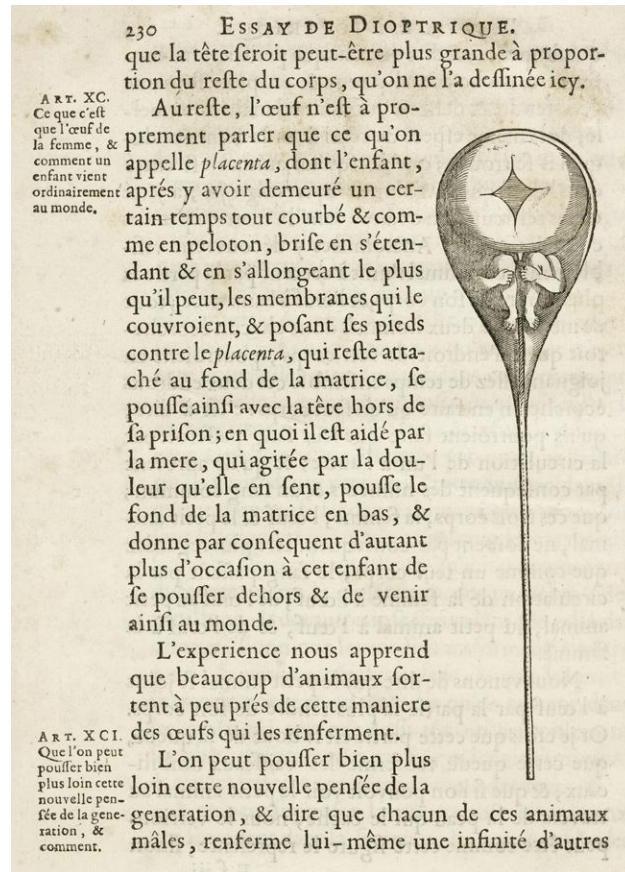 230 ESSAY DE DIOPTRIQUE.
que la tête ſeroit peut-être plus grande à propor-
tion du reſte du corps, qu'on ne l'a deſſinée icy.
ART. XC.
Ce que c'eſt
que l'œuf de
la femme, &
comment un
enfant vient
ordinairement
au monde.
Au reſte, l'œuf n'eſt à pro-
prement parler que ce qu'on
appelle placenta, dont l'enfant,
aprés y avoir demeuré un cer-
tain temps tout courbé & com-
me en peloton, briſe en s'éten-
dant & en s'allongeant le plus
qu'il peut, les membranes qui le
couvroient, & poſant ſes pieds
contre le placenta, qui reſte atta-
ché au fond de la matrice, ſe
pouſſe ainſi avec la tête hors de
ſa priſon ; en quoi il eſt aidé par
la mere, qui agitée par la dou-
leur qu'elle en ſent, pouſſe le
fond de la matrice en bas, &
donne par conſequent d'autant
plus d'occaſion à cet enfant de
ſe pouſſer dehors & de venir
ainſi au monde.
L'experience nous apprend
que beaucoup d'animaux ſor-
tent à peu prés de cette maniere
des œufs qui les renferment.
ART. XCI.
Que l'on peut
pouſſer bien
plus loin cette
nouvelle pen-
ſée de la gene-
ration, &
comment.
L'on peut pouſſer bien plus
loin cette nouvelle penſée de la
generation, & dire que chacun de ces animaux
mâles, renferme lui-même une infinité d'autres